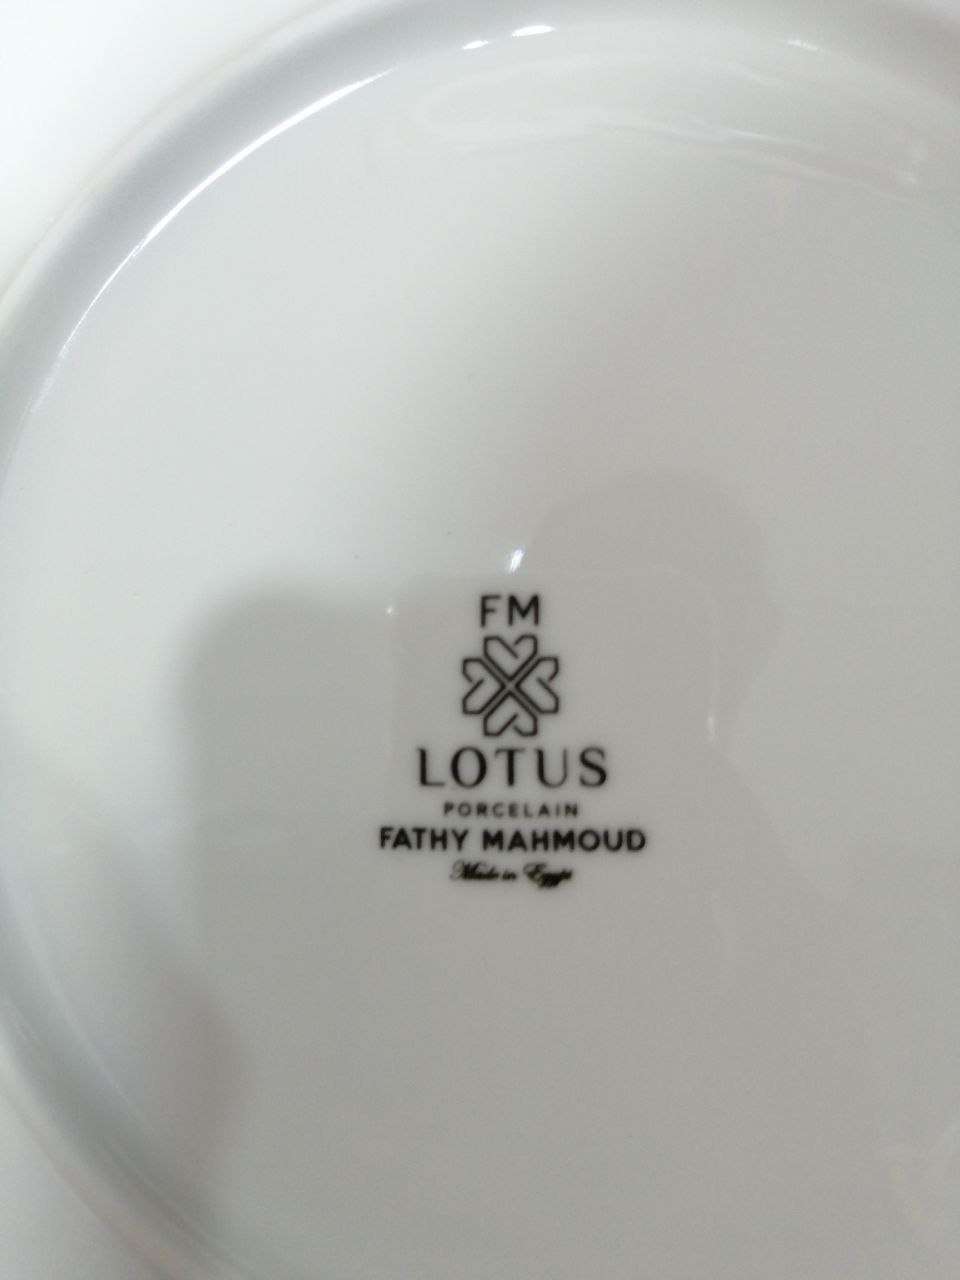 FM
LOTUS
PORCELAIN
FATHY MAHMOUD
Made in Egypt